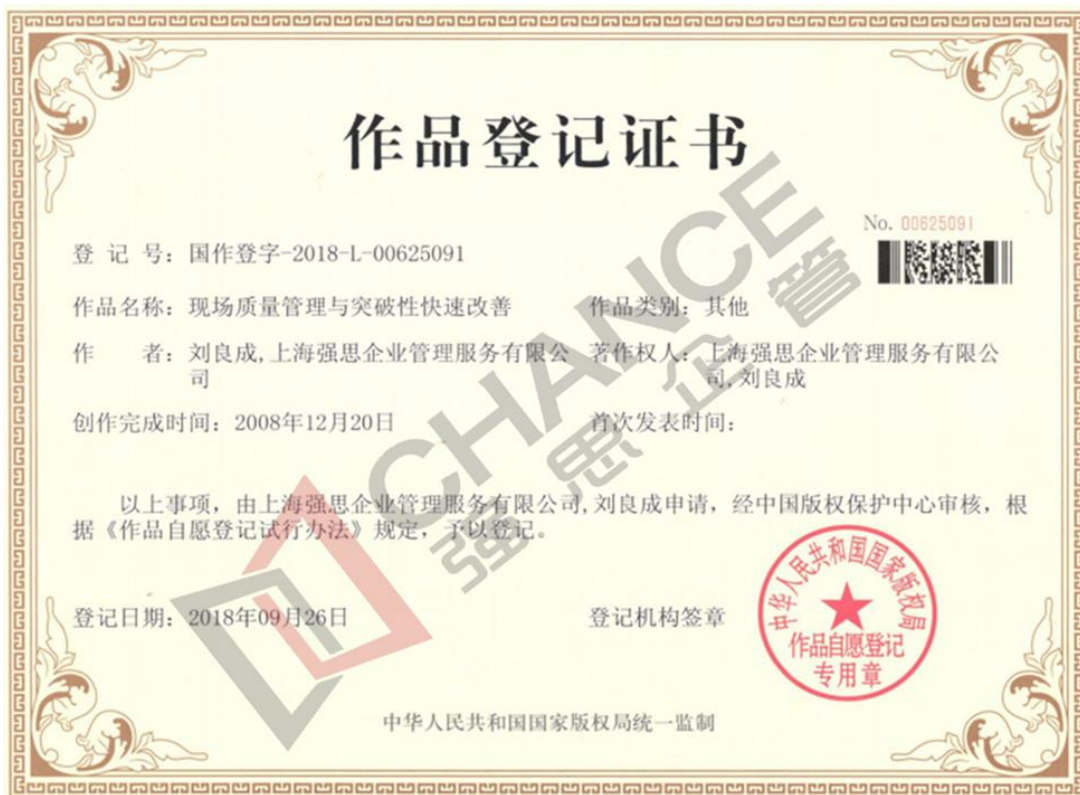 作品登记证书
No. 00625091
登 记 号：国作登字-2018-L-00625091
作品名称：现场质量管理与突破性快速改善 作品类别：其他
作 者：刘良成,上海强思企业管理服务有限公 著作权人：上海强思企业管理服务有限公
司 司,刘良成
创作完成时间：2008年12月20日 首次发表时间：
以上事项，由上海强思企业管理服务有限公司,刘良成申请，经中国版权保护中心审核，根
据《作品自愿登记试行办法》规定，予以登记。
登记日期：2018年09月26日 登记机构签章
中华人民共和国国家版权局
作品自愿登记
专用章
中华人民共和国国家版权局统一监制
CHANCE
强思企管